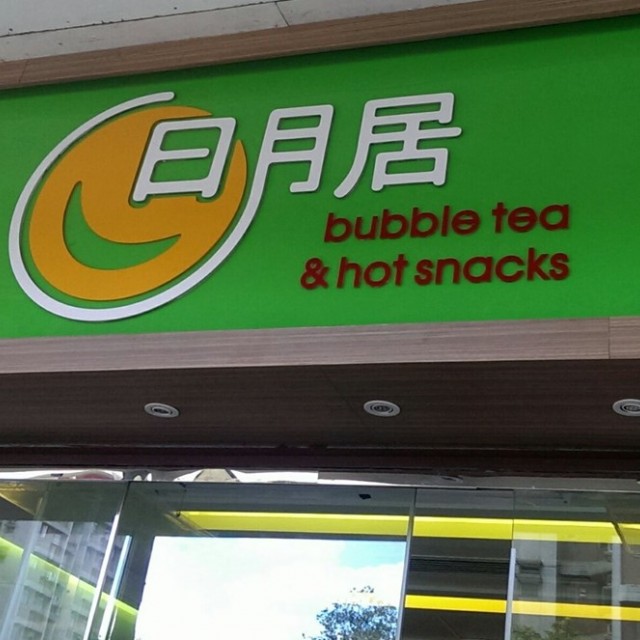 日月居
bubble tea
& hot snacks